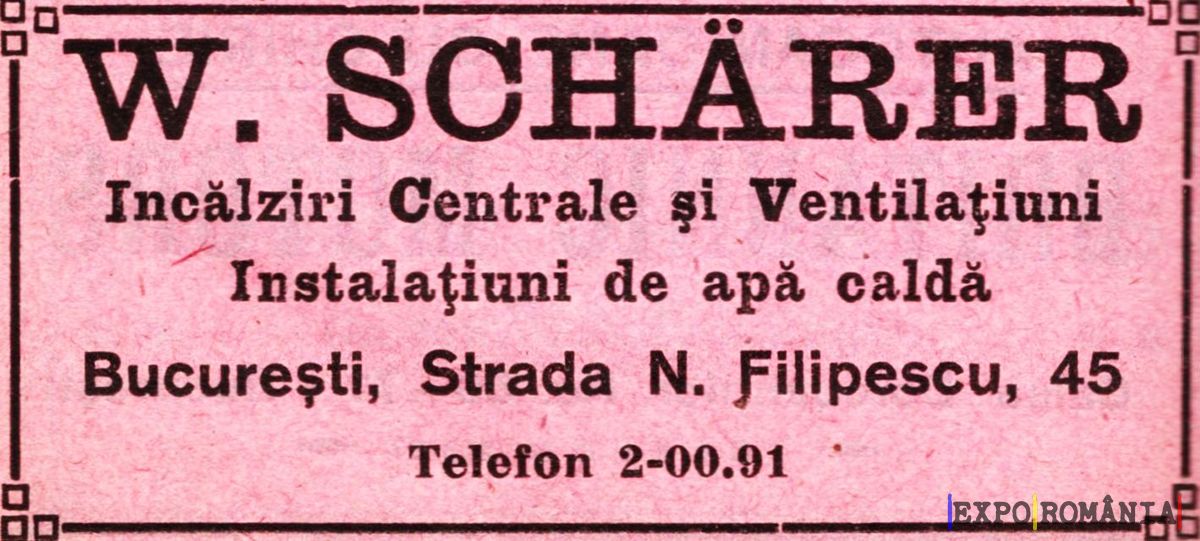 W. SCHÄRER
Incălziri Centrale şi Ventilaţiuni
Instalaţiuni de apă caldă
Bucureşti, Strada N. Filipescu, 45
Telefon 2-00.91
EXPO ROMÂNIA